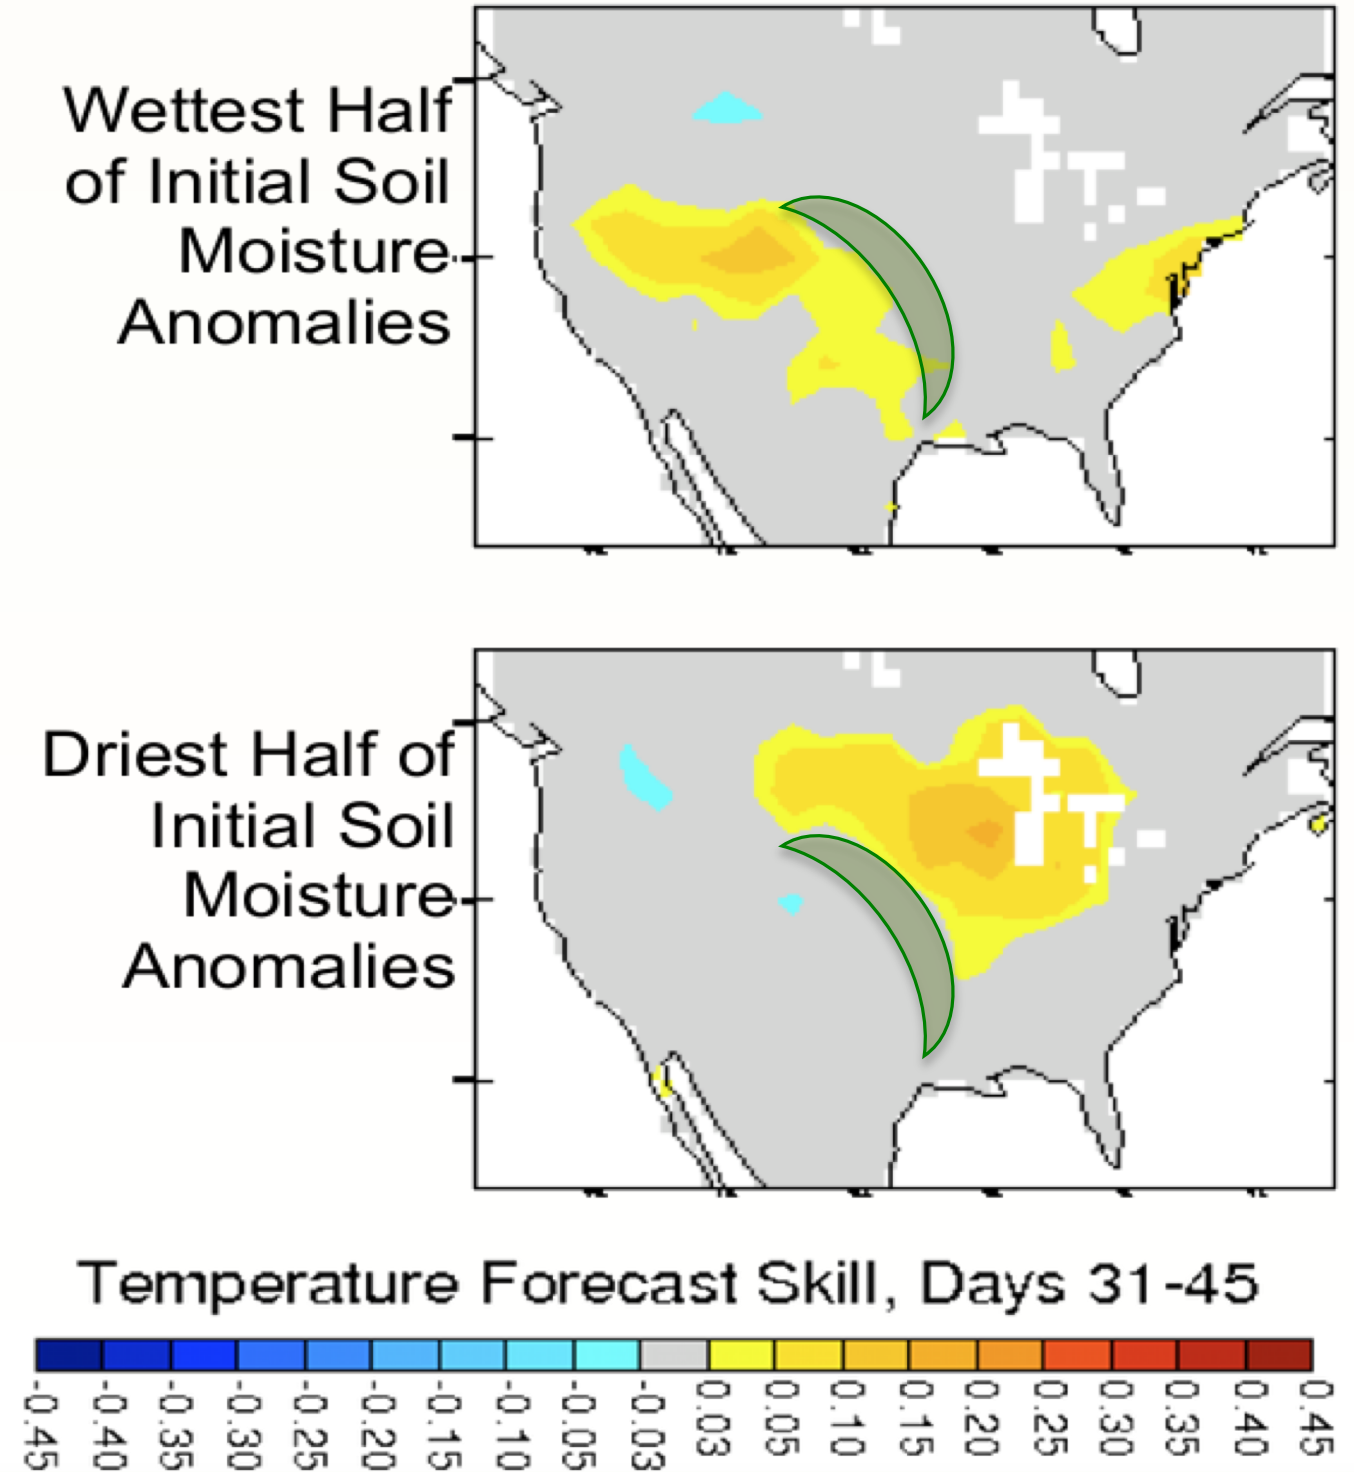 Wettest Half
of Initial Soil
Moisture
Anomalies
Driest Half of
Initial Soil
Moisture
Anomalies
Temperature Forecast Skill, Days 31-45
-0.45 -0.40 -0.35 -0.30 -0.25 -0.20 -0.15 -0.10 -0.05 -0.03 0.03 0.05 0.10 0.15 0.20 0.25 0.30 0.35 0.40 0.45